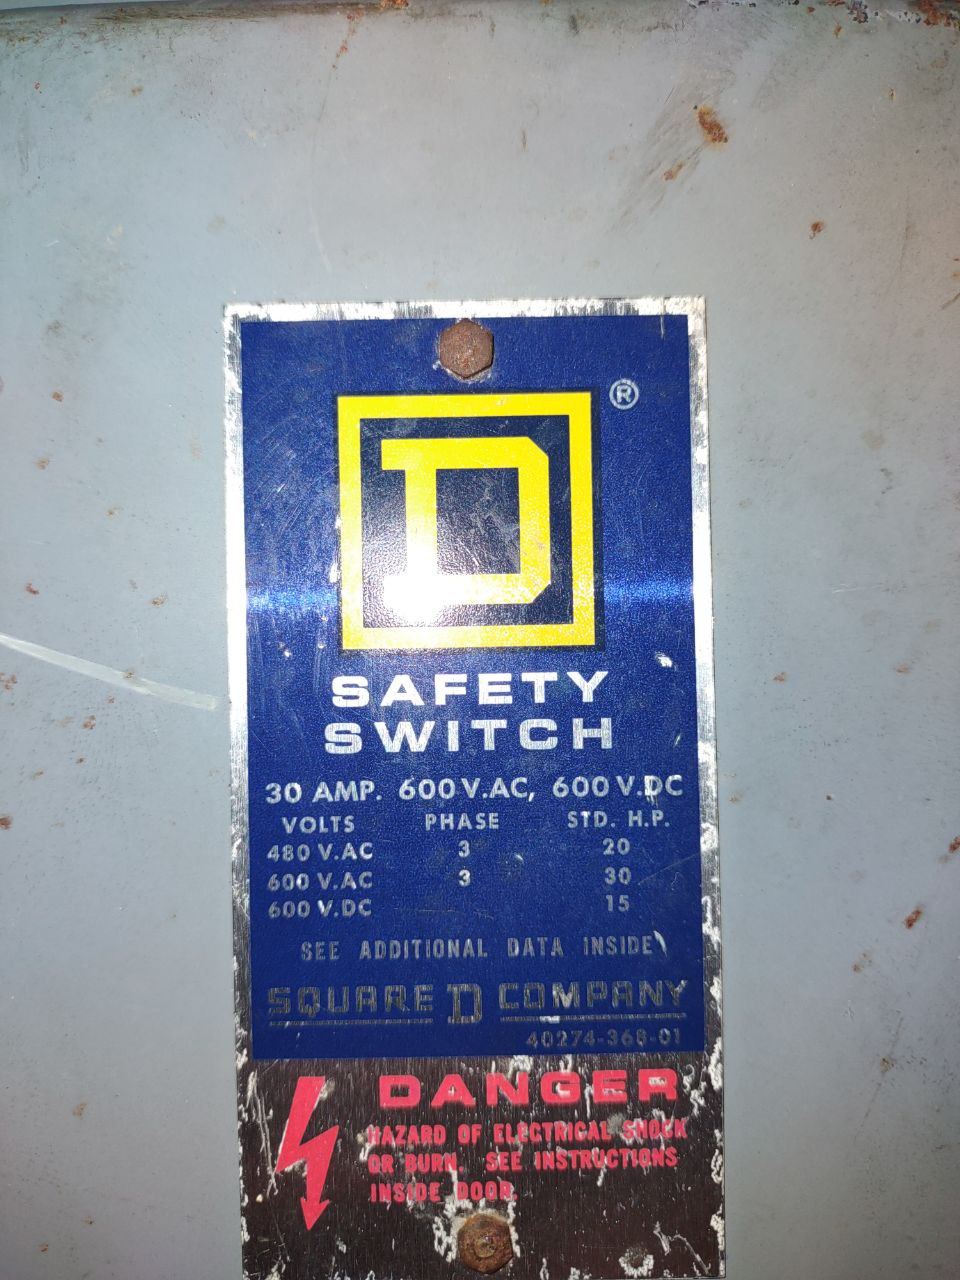 D ®
SAFETY
SWITCH
30 AMP. 600 V.AC, 600 V.DC
VOLTS PHASE STD. H.P.
480 V.AC 3 20
600 V.AC 3 30
600 V.DC 15
SEE ADDITIONAL DATA INSIDE
SQUARE D COMPANY
40274-368-01
DANGER
HAZARD OF ELECTRICAL SHOCK
OR BURN. SEE INSTRUCTIONS
INSIDE DOOR.